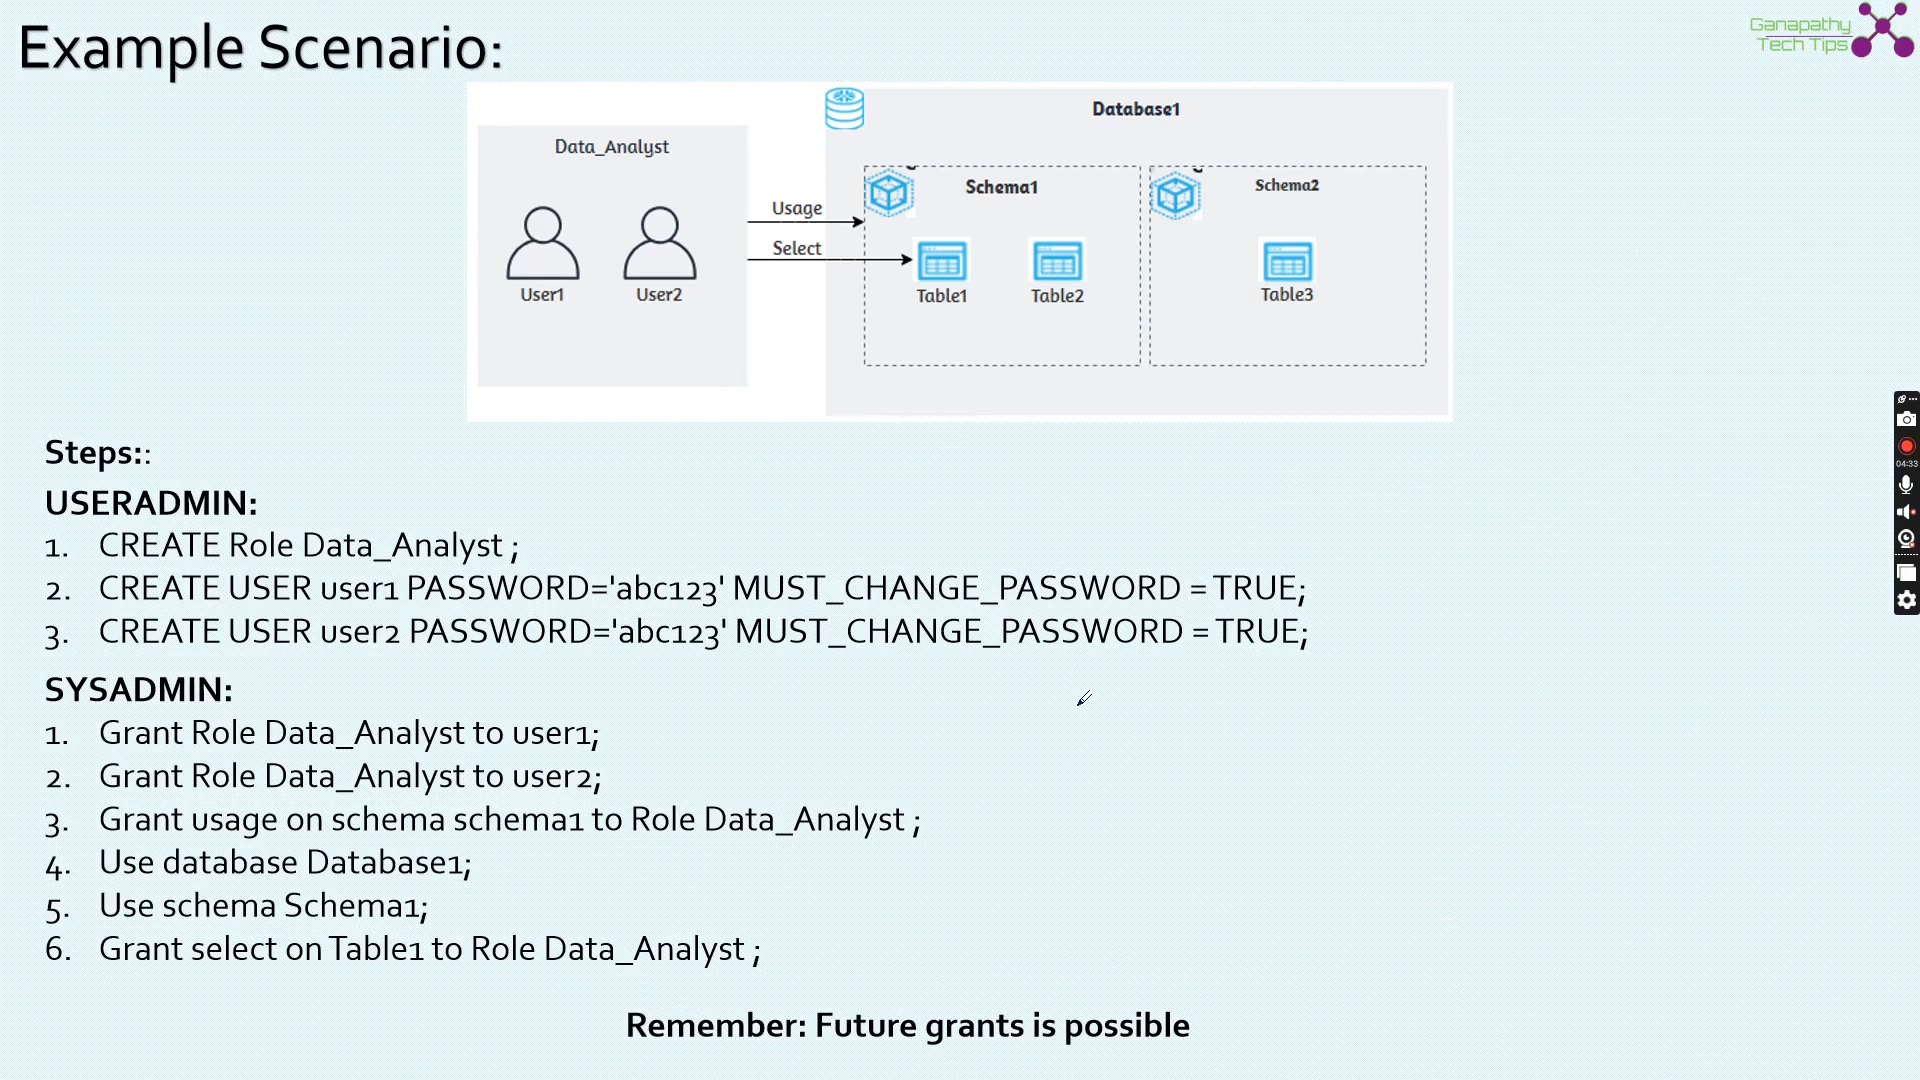 Example Scenario:
Ganapathy
Tech Tips
Database1
Data_Analyst
Schema1
Schema2
Usage
Select
User1
User2
Table1
Table2
Table3
Steps::
USERADMIN:
1. CREATE Role Data_Analyst ;
2. CREATE USER user1 PASSWORD='abc123' MUST_CHANGE_PASSWORD = TRUE;
3. CREATE USER user2 PASSWORD='abc123' MUST_CHANGE_PASSWORD = TRUE;
SYSADMIN:
1. Grant Role Data_Analyst to user1;
2. Grant Role Data_Analyst to user2;
3. Grant usage on schema schema1 to Role Data_Analyst ;
4. Use database Database1;
5. Use schema Schema1;
6. Grant select on Table1 to Role Data_Analyst ;
Remember: Future grants is possible
04:33